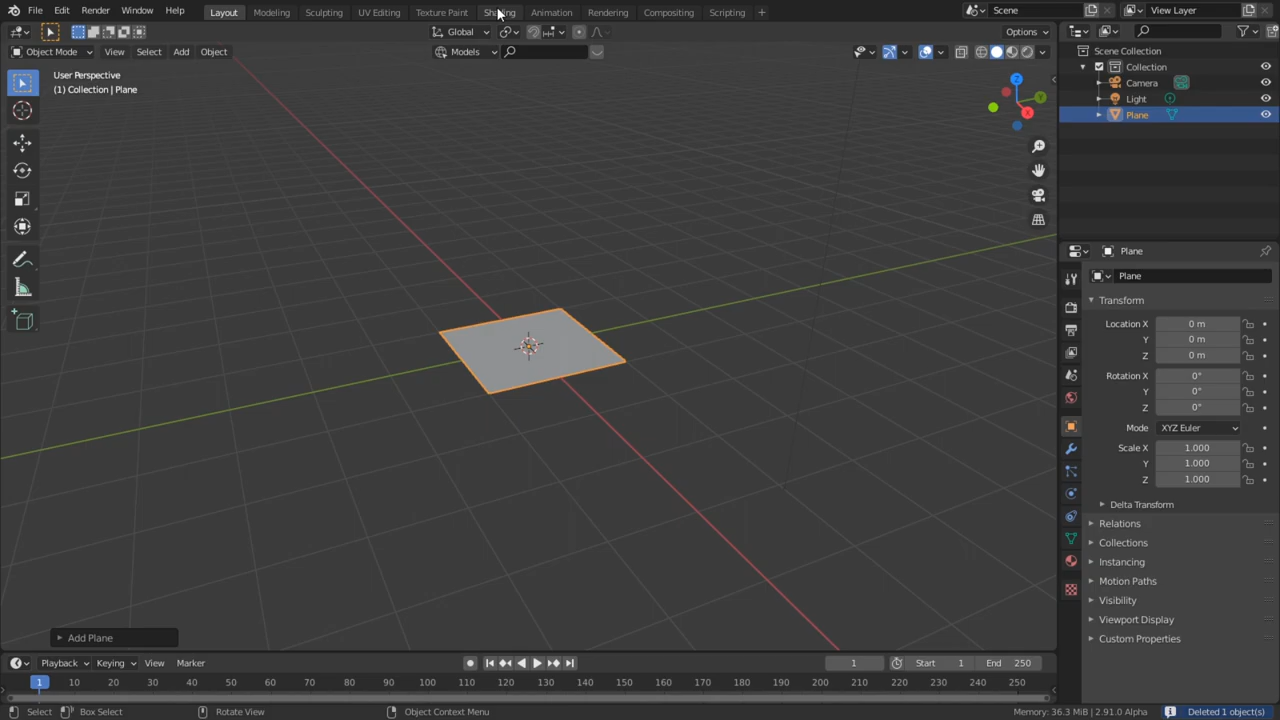 File Edit Render Window Help Layout Modeling Sculpting UV Editing Texture Paint Shading Animation Rendering Compositing Scripting + Scene View Layer
Global Options
Object Mode View Select Add Object Models
User Perspective
(1) Collection | Plane
Z
Y
X
Scene Collection
Collection
Camera
Light
Plane
Plane
Plane
Transform
Location X 0 m
Y 0 m
Z 0 m
Rotation X 0°
Y 0°
Z 0°
Mode XYZ Euler
Scale X 1.000
Y 1.000
Z 1.000
Delta Transform
Relations
Collections
Instancing
Motion Paths
Visibility
Viewport Display
Custom Properties
Add Plane
Playback Keying View Marker 1 Start 1 End 250
1 10 20 30 40 50 60 70 80 90 100 110 120 130 140 150 160 170 180 190 200 210 220 230 240 250
Select Box Select Rotate View Object Context Menu Memory: 36.3 MiB | 2.91.0 Alpha Deleted 1 object(s)